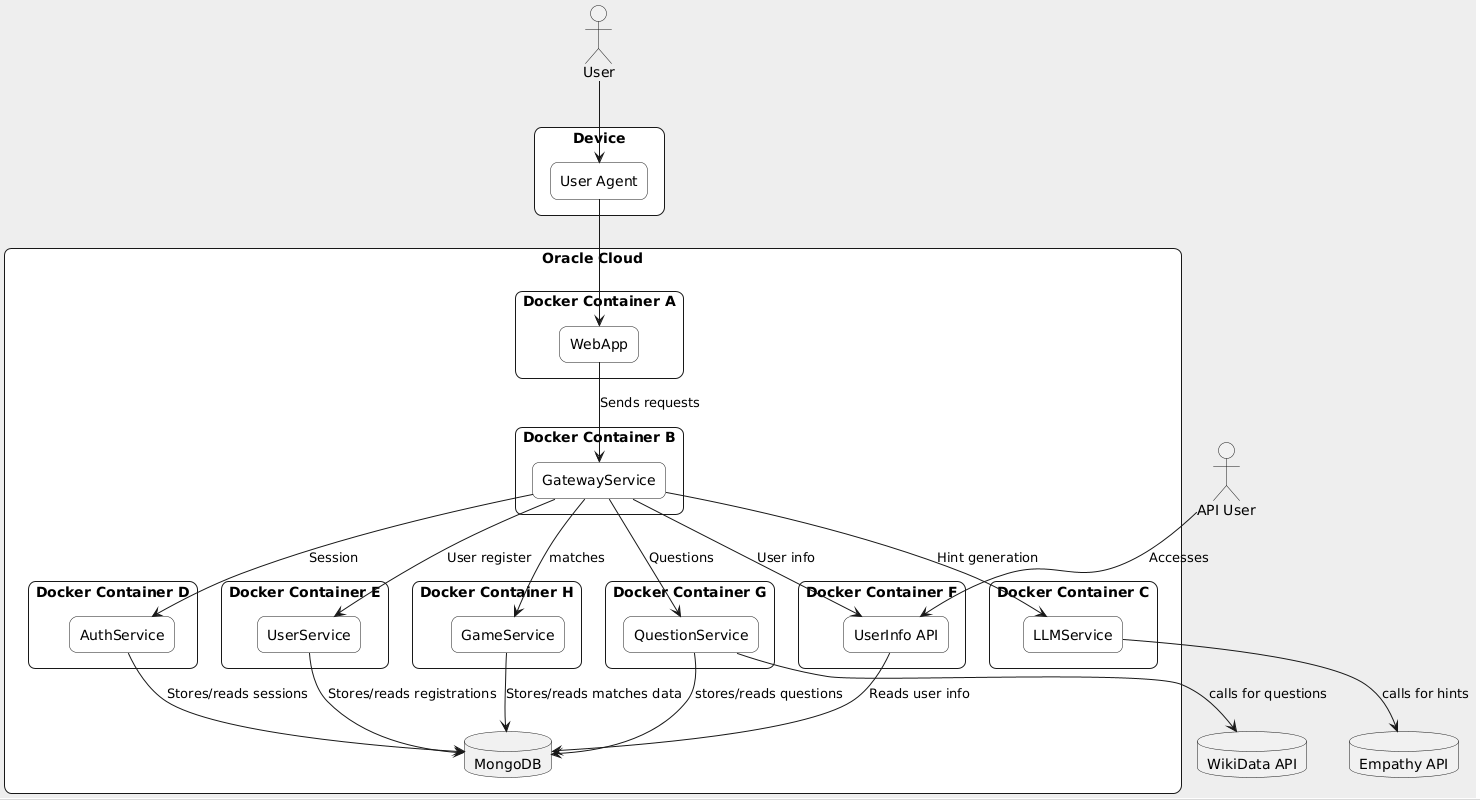 User
Device
User Agent
Oracle Cloud
Docker Container A
WebApp
Sends requests
Docker Container B
GatewayService
API User
Session
User register
matches
Questions
User info
Hint generation
Accesses
Docker Container D
Docker Container E
Docker Container H
Docker Container G
Docker Container F
Docker Container C
AuthService
UserService
GameService
QuestionService
UserInfo API
LLMService
Stores/reads sessions
Stores/reads registrations
Stores/reads matches data
stores/reads questions
Reads user info
calls for questions
calls for hints
MongoDB
WikiData API
Empathy API